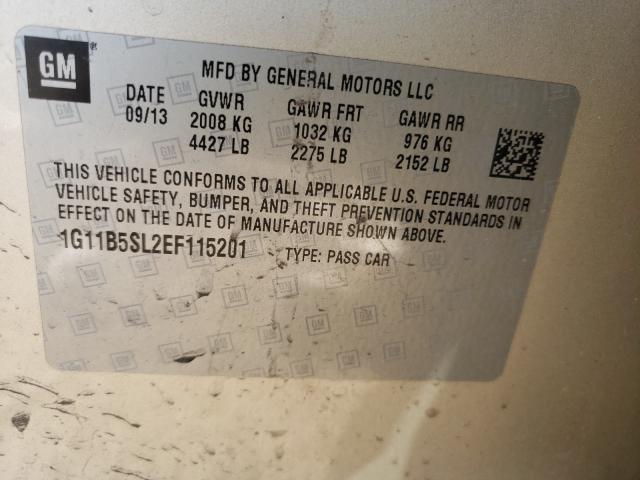 GM®
MFD BY GENERAL MOTORS LLC
DATE GVWR GAWR FRT GAWR RR
09/13 2008 KG 1032 KG 976 KG
4427 LB 2275 LB 2152 LB
THIS VEHICLE CONFORMS TO ALL APPLICABLE U.S. FEDERAL MOTOR
VEHICLE SAFETY, BUMPER, AND THEFT PREVENTION STANDARDS IN
EFFECT ON THE DATE OF MANUFACTURE SHOWN ABOVE.
1G11B5SL2EF115201 TYPE: PASS CAR